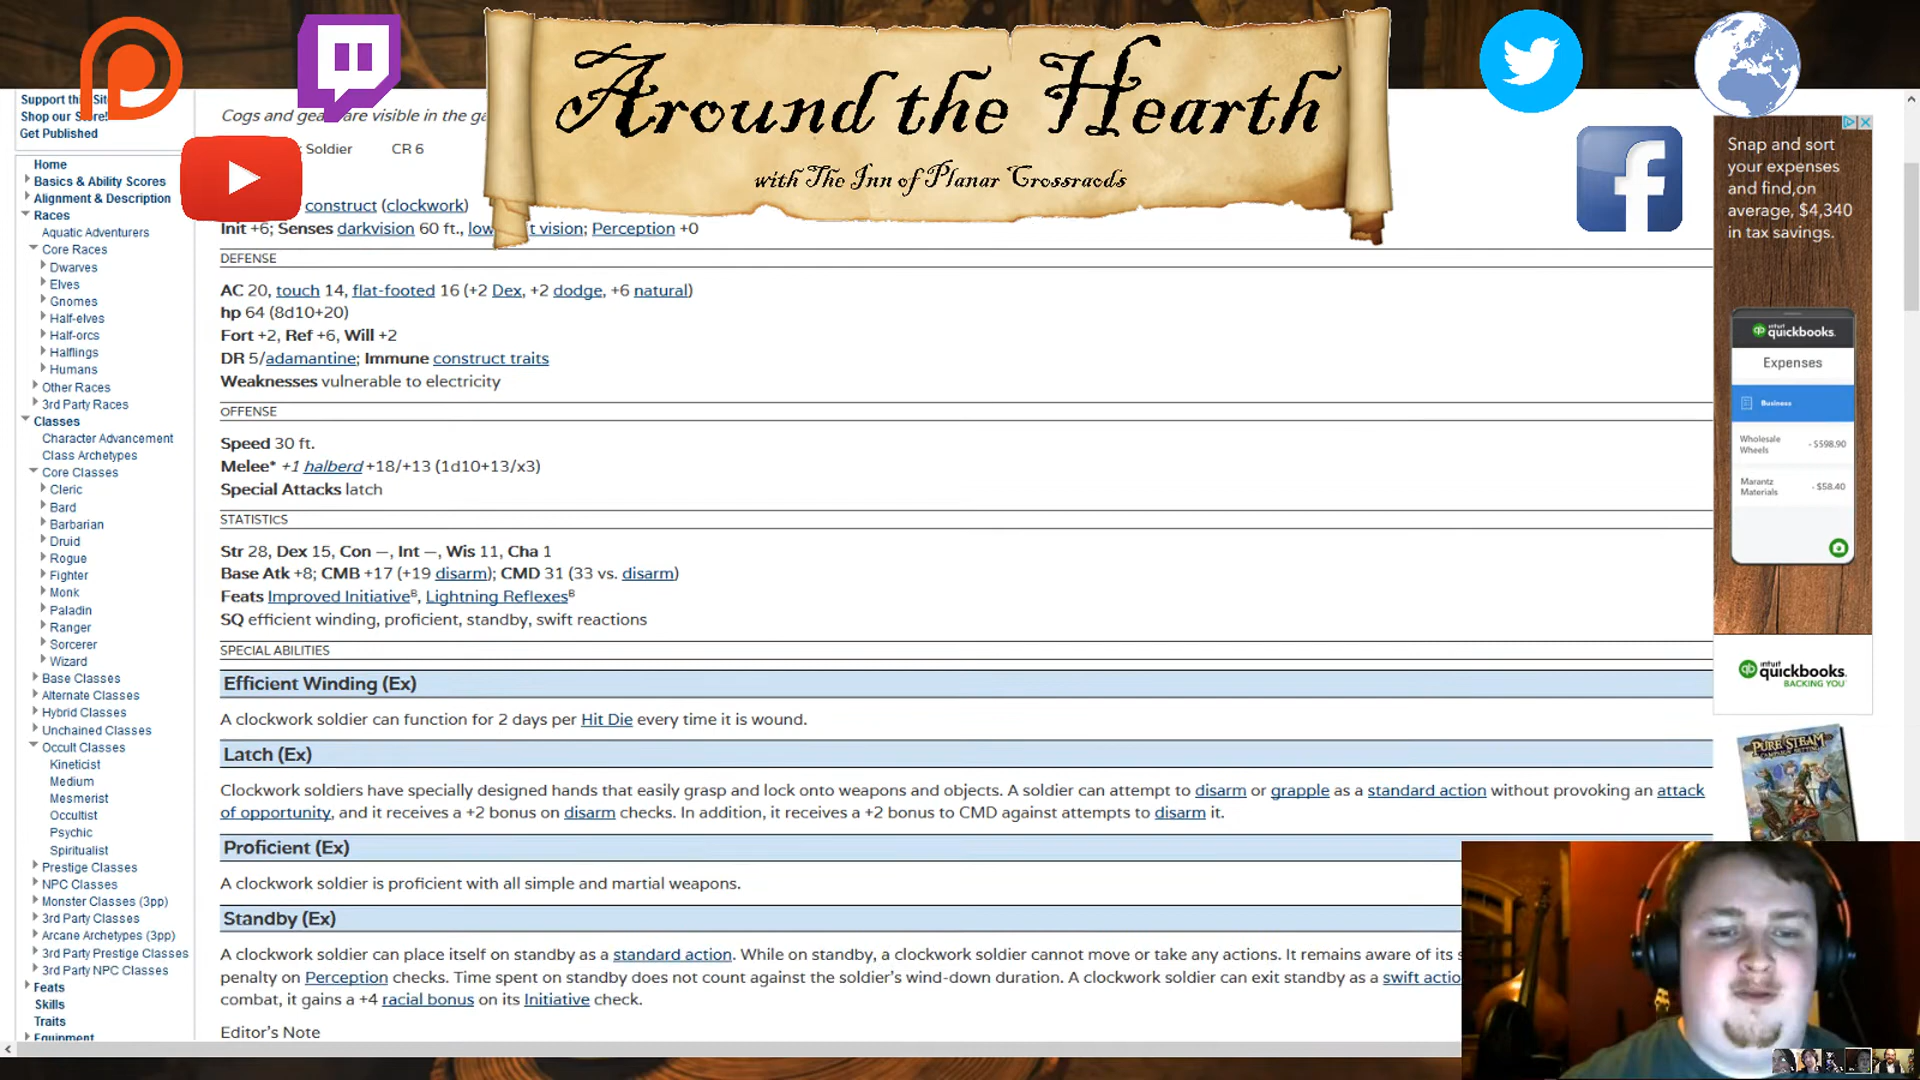 Around the Hearth
with The Inn of Planar Crossraods
Support this Site
Shop our Store!
Get Published
Home
Basics & Ability Scores
Alignment & Description
Races
Aquatic Adventurers
Core Races
Dwarves
Elves
Gnomes
Half-elves
Half-orcs
Halflings
Humans
Other Races
3rd Party Races
Classes
Character Advancement
Class Archetypes
Core Classes
Cleric
Bard
Barbarian
Druid
Rogue
Fighter
Monk
Paladin
Ranger
Sorcerer
Wizard
Base Classes
Alternate Classes
Hybrid Classes
Unchained Classes
Occult Classes
Kineticist
Medium
Mesmerist
Occultist
Psychic
Spiritualist
Prestige Classes
NPC Classes
Monster Classes (3pp)
3rd Party Classes
Arcane Archetypes (3pp)
3rd Party Prestige Classes
3rd Party NPC Classes
Feats
Skills
Traits
Equipment
Cogs and gears are visible in the
Soldier CR 6
construct (clockwork)
Init +6; Senses darkvision 60 ft., low vision; Perception +0
DEFENSE
AC 20, touch 14, flat-footed 16 (+2 Dex, +2 dodge, +6 natural)
hp 64 (8d10+20)
Fort +2, Ref +6, Will +2
DR 5/adamantine; Immune construct traits
Weaknesses vulnerable to electricity
OFFENSE
Speed 30 ft.
Melee* +1 halberd +18/+13 (1d10+13/x3)
Special Attacks latch
STATISTICS
Str 28, Dex 15, Con —, Int —, Wis 11, Cha 1
Base Atk +8; CMB +17 (+19 disarm); CMD 31 (33 vs. disarm)
Feats Improved Initiativeᴮ, Lightning Reflexesᴮ
SQ efficient winding, proficient, standby, swift reactions
SPECIAL ABILITIES
Efficient Winding (Ex)
A clockwork soldier can function for 2 days per Hit Die every time it is wound.
Latch (Ex)
Clockwork soldiers have specially designed hands that easily grasp and lock onto weapons and objects. A soldier can attempt to disarm or grapple as a standard action without provoking an attack
of opportunity, and it receives a +2 bonus on disarm checks. In addition, it receives a +2 bonus to CMD against attempts to disarm it.
Proficient (Ex)
A clockwork soldier is proficient with all simple and martial weapons.
Standby (Ex)
A clockwork soldier can place itself on standby as a standard action. While on standby, a clockwork soldier cannot move or take any actions. It remains aware of its
penalty on Perception checks. Time spent on standby does not count against the soldier's wind-down duration. A clockwork soldier can exit standby as a swift actio
combat, it gains a +4 racial bonus on its Initiative check.
Editor's Note
Snap and sort
your expenses
and find,on
average, $4,340
in tax savings.
intuit
quickbooks.
Expenses
Business
Wholesale
Wheels
- $598.90
Marantz
Materials
- $58.40
intuit
quickbooks.
BACKING YOU
PURE STEAM